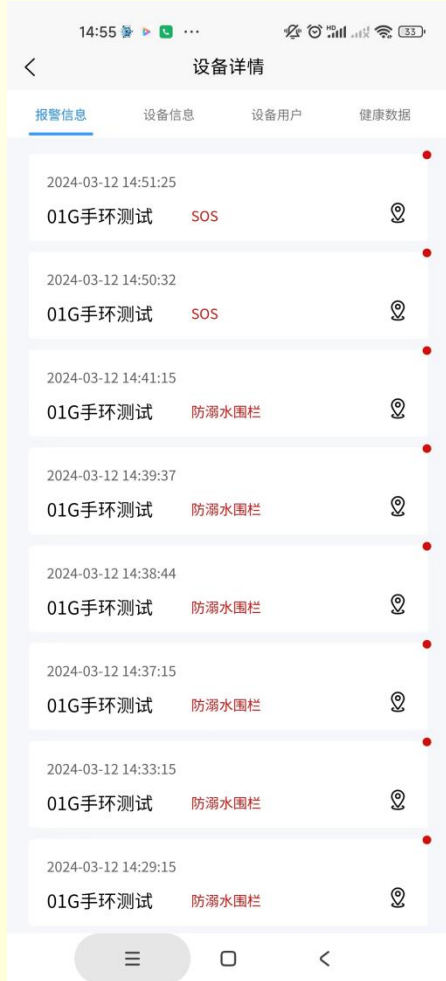 14:55 ··· HD 33
设备详情
报警信息 设备信息 设备用户 健康数据
2024-03-12 14:51:25
01G手环测试 SOS
2024-03-12 14:50:32
01G手环测试 SOS
2024-03-12 14:41:15
01G手环测试 防溺水围栏
2024-03-12 14:39:37
01G手环测试 防溺水围栏
2024-03-12 14:38:44
01G手环测试 防溺水围栏
2024-03-12 14:37:15
01G手环测试 防溺水围栏
2024-03-12 14:33:15
01G手环测试 防溺水围栏
2024-03-12 14:29:15
01G手环测试 防溺水围栏